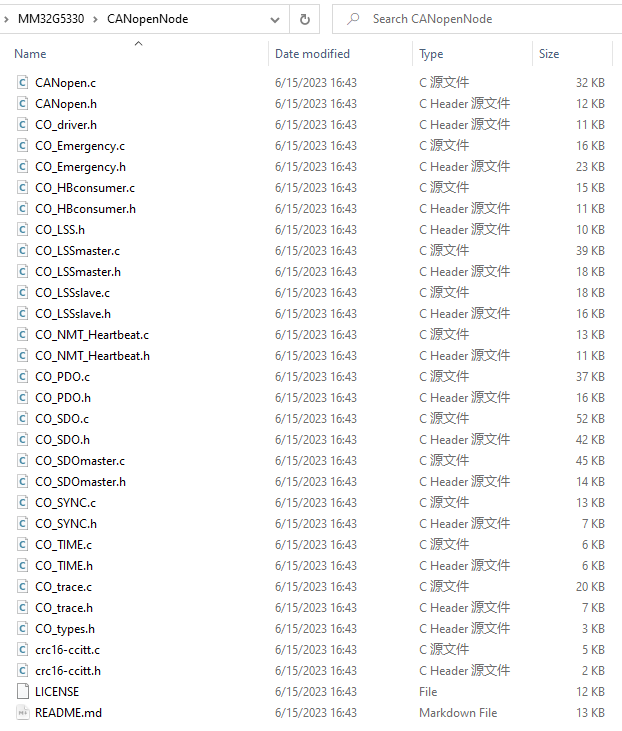 MM32G5330 CANopenNode Search CANopenNode
Name Date modified Type Size
CANopen.c 6/15/2023 16:43 C 源文件 32 KB
CANopen.h 6/15/2023 16:43 C Header 源文件 12 KB
CO_driver.h 6/15/2023 16:43 C Header 源文件 11 KB
CO_Emergency.c 6/15/2023 16:43 C 源文件 16 KB
CO_Emergency.h 6/15/2023 16:43 C Header 源文件 23 KB
CO_HBconsumer.c 6/15/2023 16:43 C 源文件 15 KB
CO_HBconsumer.h 6/15/2023 16:43 C Header 源文件 11 KB
CO_LSS.h 6/15/2023 16:43 C Header 源文件 10 KB
CO_LSSmaster.c 6/15/2023 16:43 C 源文件 39 KB
CO_LSSmaster.h 6/15/2023 16:43 C Header 源文件 18 KB
CO_LSSslave.c 6/15/2023 16:43 C 源文件 18 KB
CO_LSSslave.h 6/15/2023 16:43 C Header 源文件 16 KB
CO_NMT_Heartbeat.c 6/15/2023 16:43 C 源文件 13 KB
CO_NMT_Heartbeat.h 6/15/2023 16:43 C Header 源文件 11 KB
CO_PDO.c 6/15/2023 16:43 C 源文件 37 KB
CO_PDO.h 6/15/2023 16:43 C Header 源文件 16 KB
CO_SDO.c 6/15/2023 16:43 C 源文件 52 KB
CO_SDO.h 6/15/2023 16:43 C Header 源文件 42 KB
CO_SDOmaster.c 6/15/2023 16:43 C 源文件 45 KB
CO_SDOmaster.h 6/15/2023 16:43 C Header 源文件 14 KB
CO_SYNC.c 6/15/2023 16:43 C 源文件 13 KB
CO_SYNC.h 6/15/2023 16:43 C Header 源文件 7 KB
CO_TIME.c 6/15/2023 16:43 C 源文件 6 KB
CO_TIME.h 6/15/2023 16:43 C Header 源文件 6 KB
CO_trace.c 6/15/2023 16:43 C 源文件 20 KB
CO_trace.h 6/15/2023 16:43 C Header 源文件 7 KB
CO_types.h 6/15/2023 16:43 C Header 源文件 3 KB
crc16-ccitt.c 6/15/2023 16:43 C 源文件 5 KB
crc16-ccitt.h 6/15/2023 16:43 C Header 源文件 2 KB
LICENSE 6/15/2023 16:43 File 12 KB
README.md 6/15/2023 16:43 Markdown File 13 KB